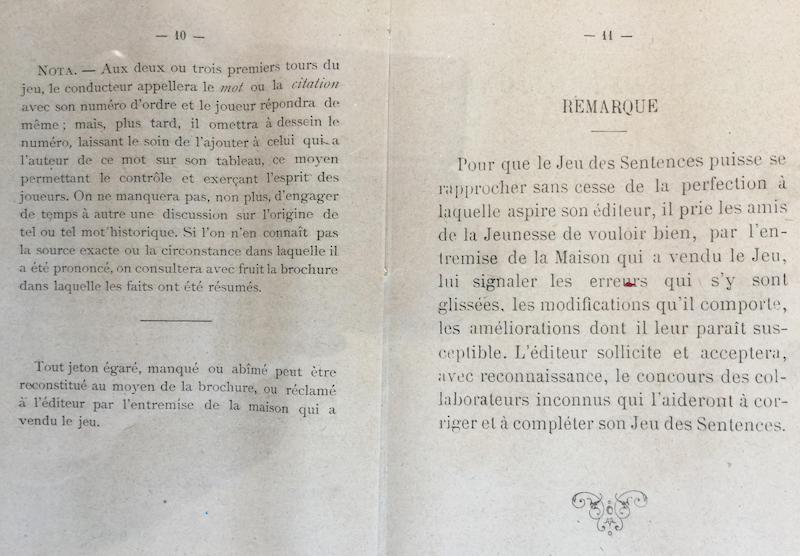 — 10 —
NOTA. — Aux deux ou trois premiers tours du
jeu, le conducteur appellera le mot ou la citation
avec son numéro d'ordre et le joueur répondra de
même ; mais, plus tard, il omettra à dessein le
numéro, laissant le soin de l'ajouter à celui qui a
l'auteur de ce mot sur son tableau, ce moyen
permettant le contrôle et exerçant l'esprit des
joueurs. On ne manquera pas, non plus, d'engager
de temps à autre une discussion sur l'origine de
tel ou tel mot historique. Si l'on n'en connaît pas
la source exacte ou la circonstance dans laquelle il
a été prononcé, on consultera avec fruit la brochure
dans laquelle les faits ont été résumés.
Tout jeton égaré, manqué ou abîmé peut être
reconstitué au moyen de la brochure, ou réclamé
à l'éditeur par l'entremise de la maison qui a
vendu le jeu.
— 11 —
REMARQUE
Pour que le Jeu des Sentences puisse se
rapprocher sans cesse de la perfection à
laquelle aspire son éditeur, il prie les amis
de la Jeunesse de vouloir bien, par l'en-
tremise de la Maison qui a vendu le Jeu,
lui signaler les erreurs qui s'y sont
glissées, les modifications qu'il comporte,
les améliorations dont il leur paraît sus-
ceptible. L'éditeur sollicite et acceptera,
avec reconnaissance, le concours des col-
laborateurs inconnus qui l'aideront à cor-
riger et à compléter son Jeu des Sentences.